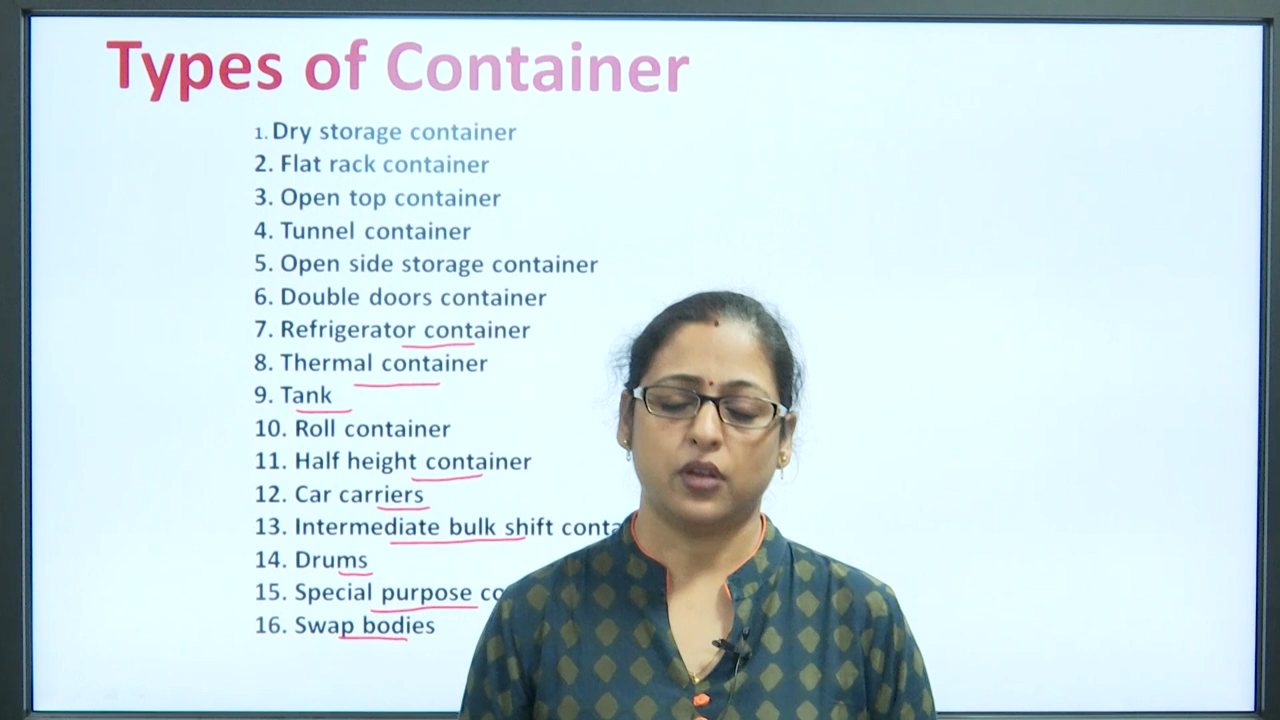 Types of Container
1. Dry storage container
2. Flat rack container
3. Open top container
4. Tunnel container
5. Open side storage container
6. Double doors container
7. Refrigerator container
8. Thermal container
9. Tank
10. Roll container
11. Half height container
12. Car carriers
13. Intermediate bulk shift
14. Drums
15. Special purpose
16. Swap bodies